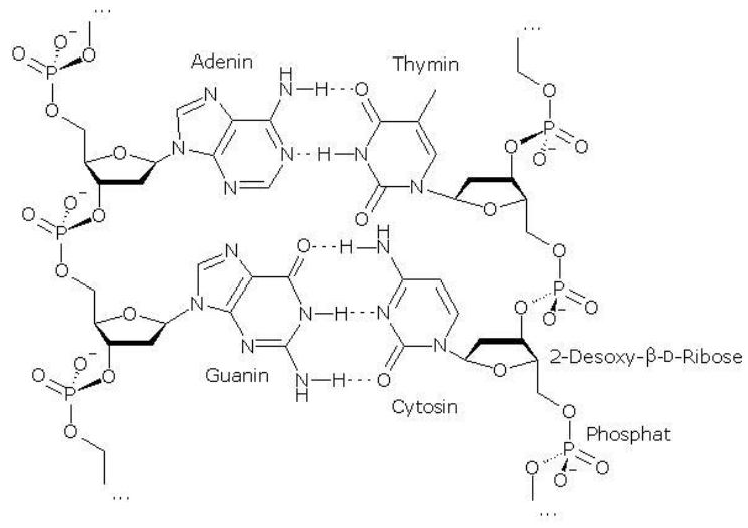 Adenin
Thymin
Guanin
Cytosin
2-Desoxy-β-D-Ribose
Phosphat